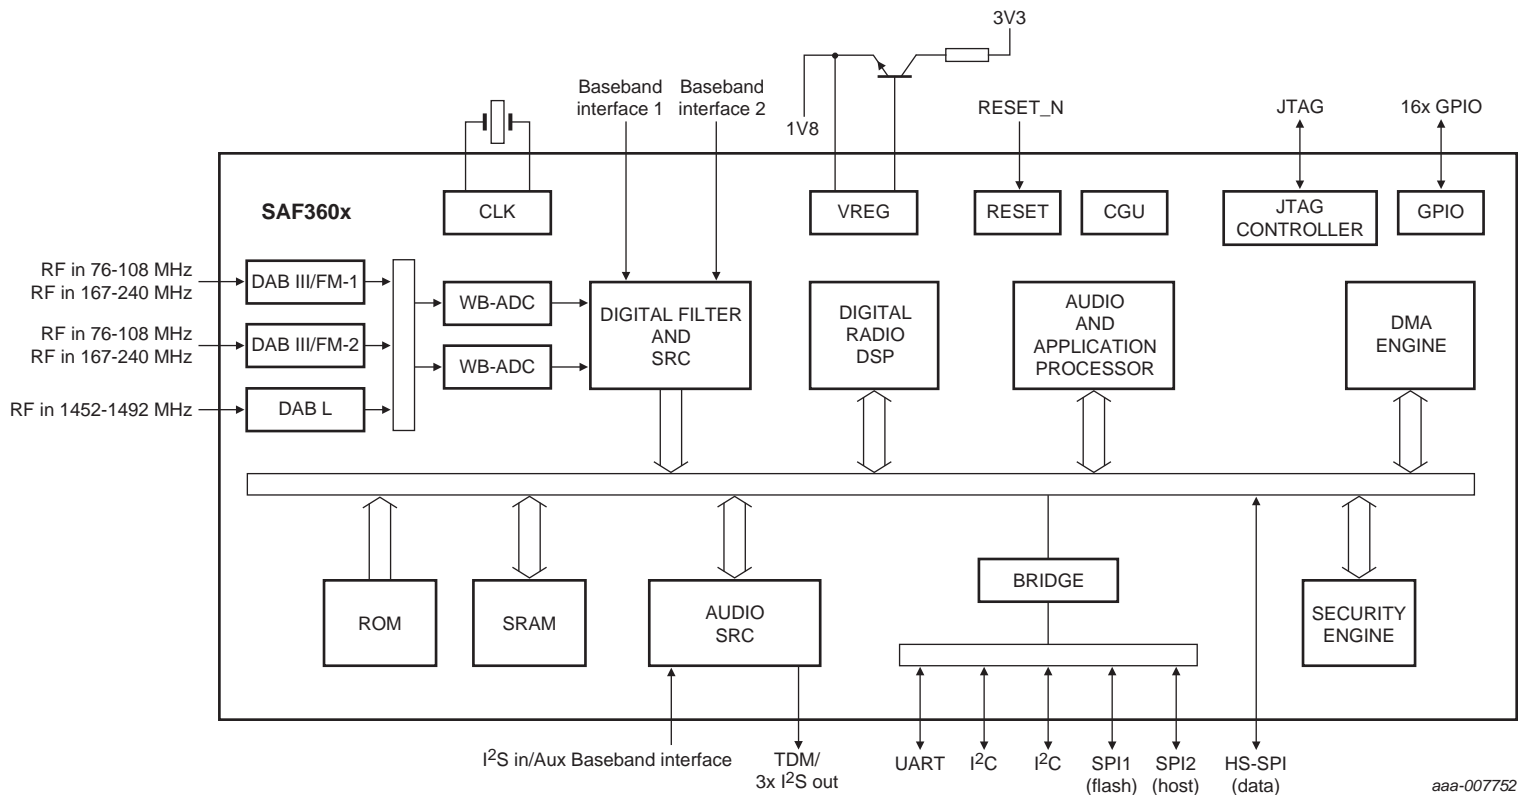 3V3
Baseband
interface 1
Baseband
interface 2
1V8
RESET_N
JTAG
16x GPIO
SAF360x
CLK
VREG
RESET
CGU
JTAG
CONTROLLER
GPIO
RF in 76-108 MHz
RF in 167-240 MHz
DAB III/FM-1
RF in 76-108 MHz
RF in 167-240 MHz
DAB III/FM-2
RF in 1452-1492 MHz
DAB L
WB-ADC
WB-ADC
DIGITAL FILTER
AND
SRC
DIGITAL
RADIO
DSP
AUDIO
AND
APPLICATION
PROCESSOR
DMA
ENGINE
ROM
SRAM
AUDIO
SRC
BRIDGE
SECURITY
ENGINE
I²S in/Aux Baseband interface
TDM/
3x I²S out
UART
I²C
I²C
SPI1
(flash)
SPI2
(host)
HS-SPI
(data)
aaa-007752